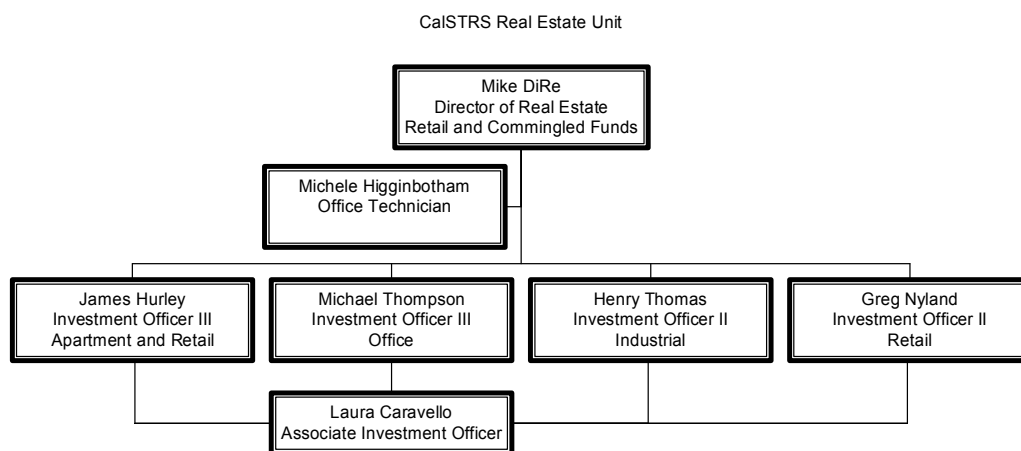 CalSTRS Real Estate Unit
Mike DiRe
Director of Real Estate
Retail and Commingled Funds
Michele Higginbotham
Office Technician
James Hurley
Investment Officer III
Apartment and Retail
Michael Thompson
Investment Officer III
Office
Henry Thomas
Investment Officer II
Industrial
Greg Nyland
Investment Officer II
Retail
Laura Caravello
Associate Investment Officer